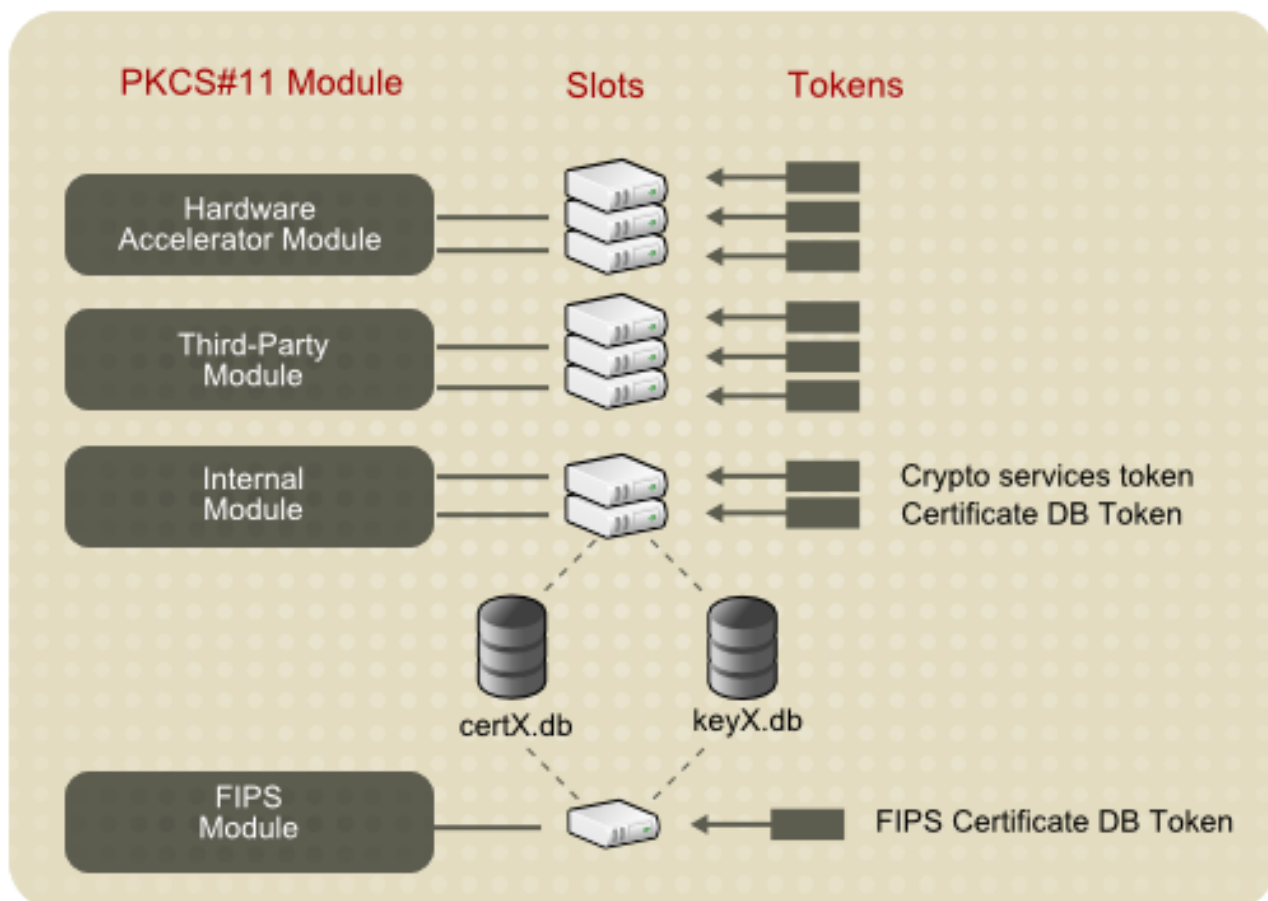 PKCS#11 Module
Slots
Tokens
Hardware
Accelerator Module
Third-Party
Module
Internal
Module
Crypto services token
Certificate DB Token
certX.db
keyX.db
FIPS
Module
FIPS Certificate DB Token